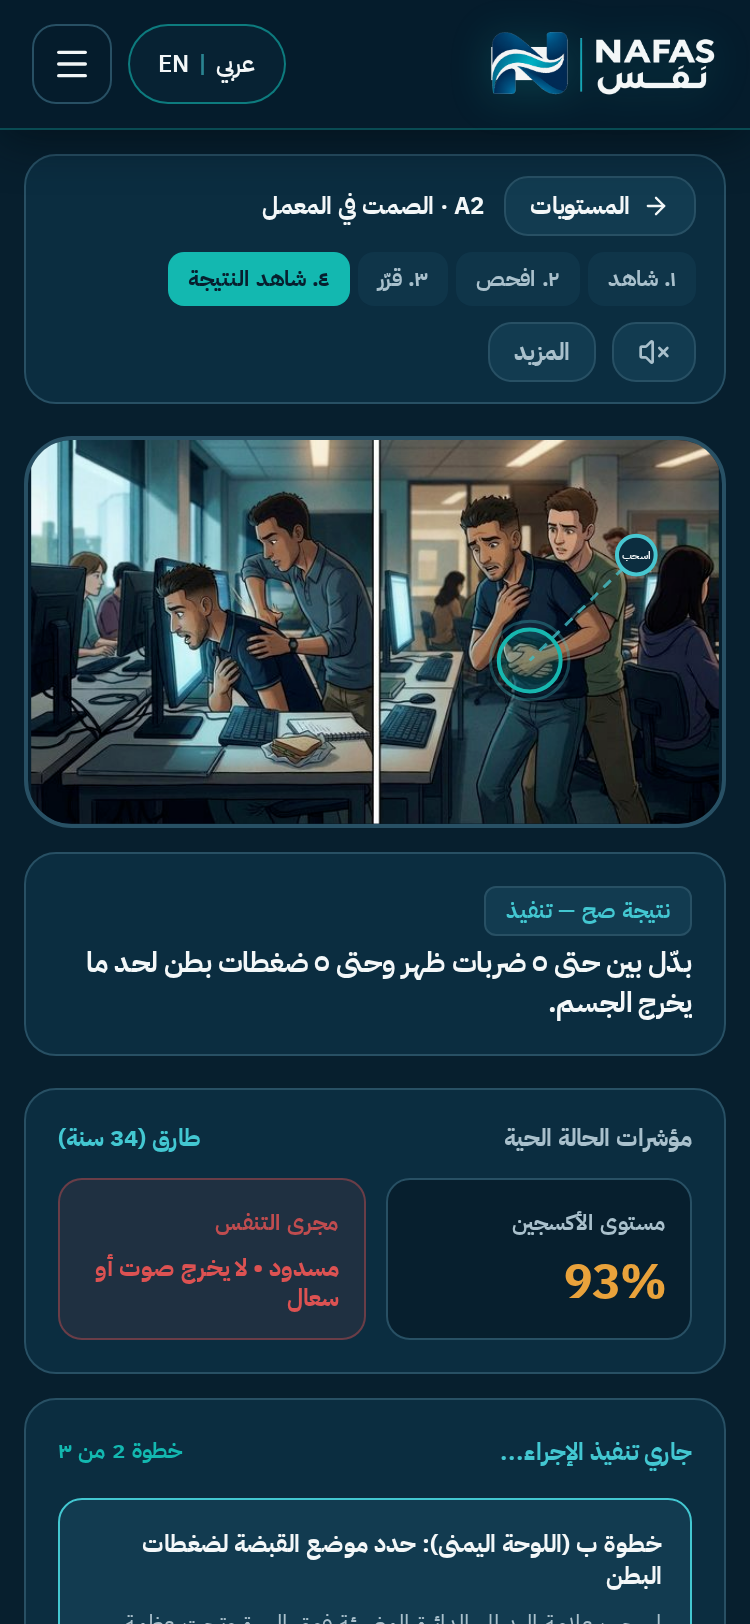 NAFAS
نَفَس
عربي | EN
المستويات
A2 · الصمت في المعمل
١. شاهد
٢. افحص
٣. قرّر
٤. شاهد النتيجة
المزيد
اسحب
نتيجة صح — تنفيذ
بدّل بين حتى ٥ ضربات ظهر وحتى ٥ ضغطات بطن لحد ما
يخرج الجسم.
مؤشرات الحالة الحية
طارق (34 سنة)
مستوى الأكسجين
93%
مجرى التنفس
مسدود • لا يخرج صوت أو
سعال
جاري تنفيذ الإجراء...
خطوة 2 من ٣
خطوة ب (اللوحة اليمنى): حدد موضع القبضة لضغطات
البطن